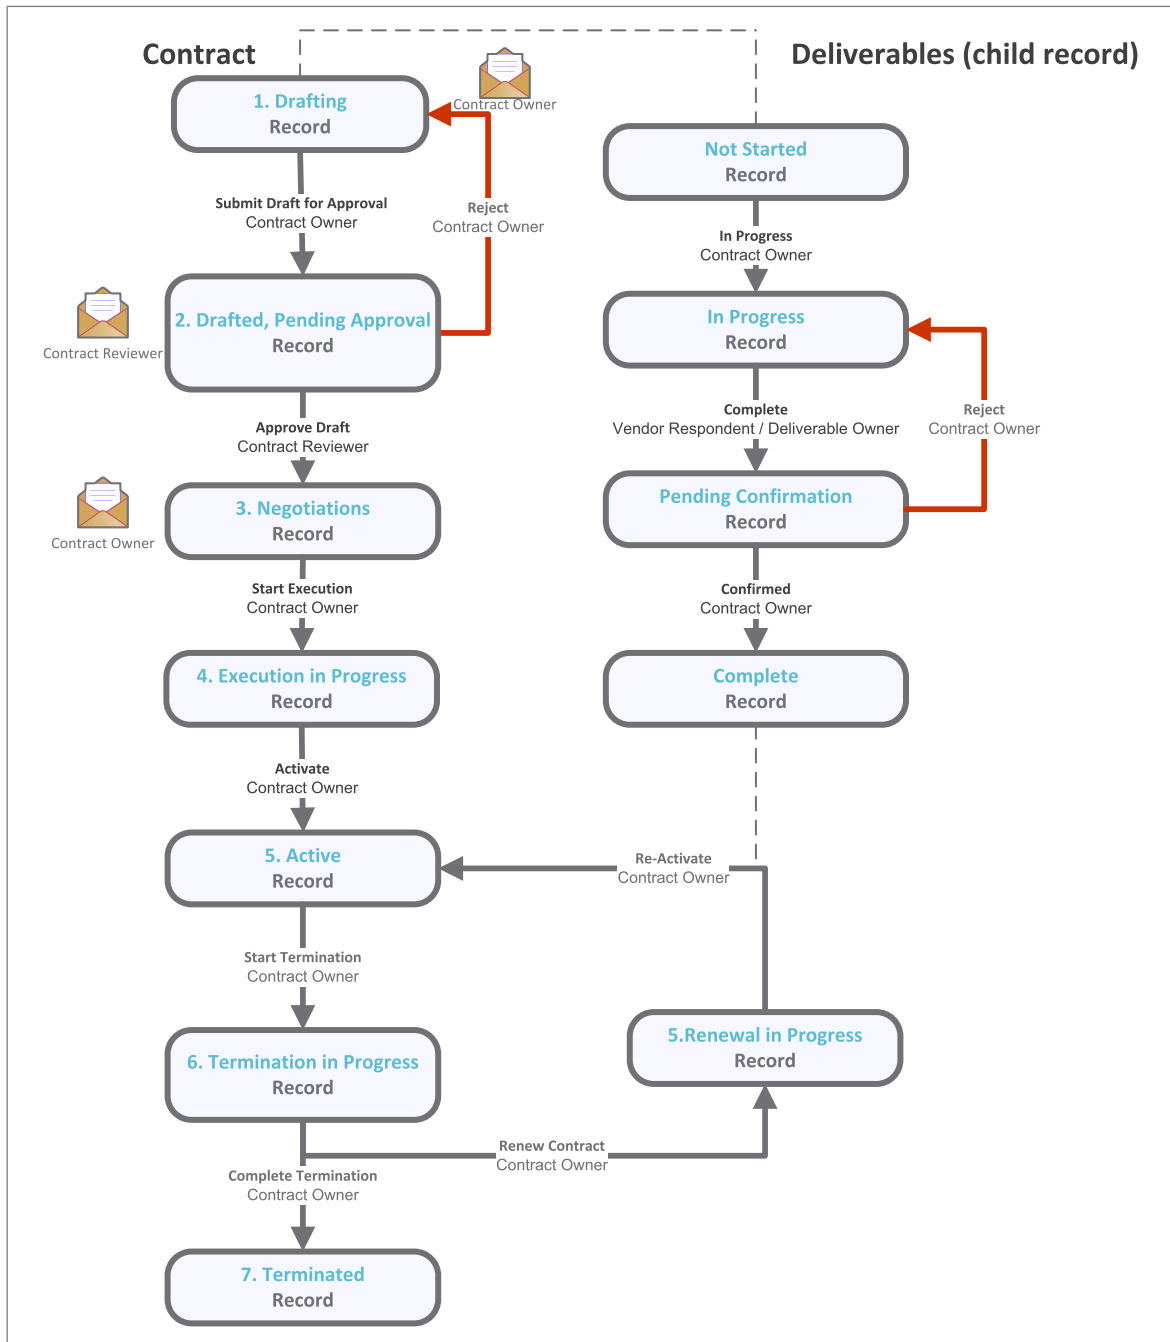 Contract
Deliverables (child record)
Contract Owner
1. Drafting
Record
Submit Draft for Approval
Contract Owner
Reject
Contract Owner
Contract Reviewer
2. Drafted, Pending Approval
Record
Approve Draft
Contract Reviewer
Contract Owner
3. Negotiations
Record
Start Execution
Contract Owner
4. Execution in Progress
Record
Activate
Contract Owner
5. Active
Record
Start Termination
Contract Owner
6. Termination in Progress
Record
Complete Termination
Contract Owner
7. Terminated
Record
Not Started
Record
In Progress
Contract Owner
In Progress
Record
Complete
Vendor Respondent / Deliverable Owner
Reject
Contract Owner
Pending Confirmation
Record
Confirmed
Contract Owner
Complete
Record
Re-Activate
Contract Owner
5.Renewal in Progress
Record
Renew Contract
Contract Owner